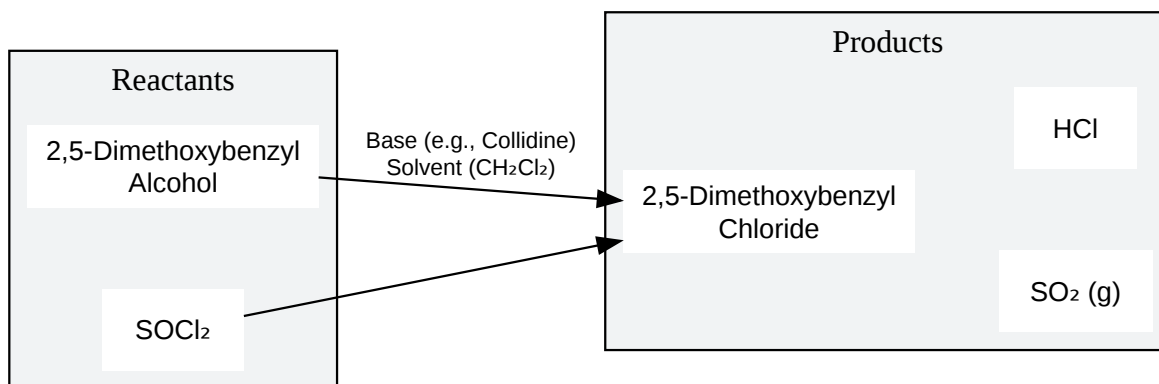 Reactants
2,5-Dimethoxybenzyl
Alcohol
SOCl₂
Base (e.g., Collidine)
Solvent (CH₂Cl₂)
Products
2,5-Dimethoxybenzyl
Chloride
HCl
SO₂ (g)